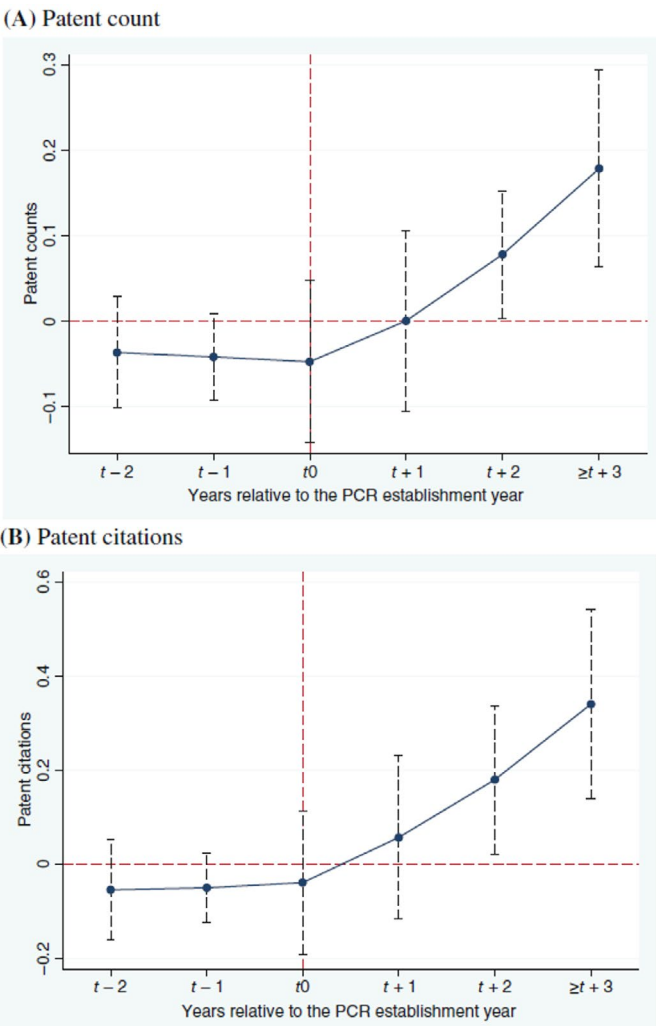 (A) Patent count
0.3
0.2
0.1
0
−0.1
Patent counts
t − 2 t − 1 t0 t + 1 t + 2 ≥t + 3
Years relative to the PCR establishment year
(B) Patent citations
0.6
0.4
0.2
0
−0.2
Patent citations
t − 2 t − 1 t0 t + 1 t + 2 ≥t + 3
Years relative to the PCR establishment year